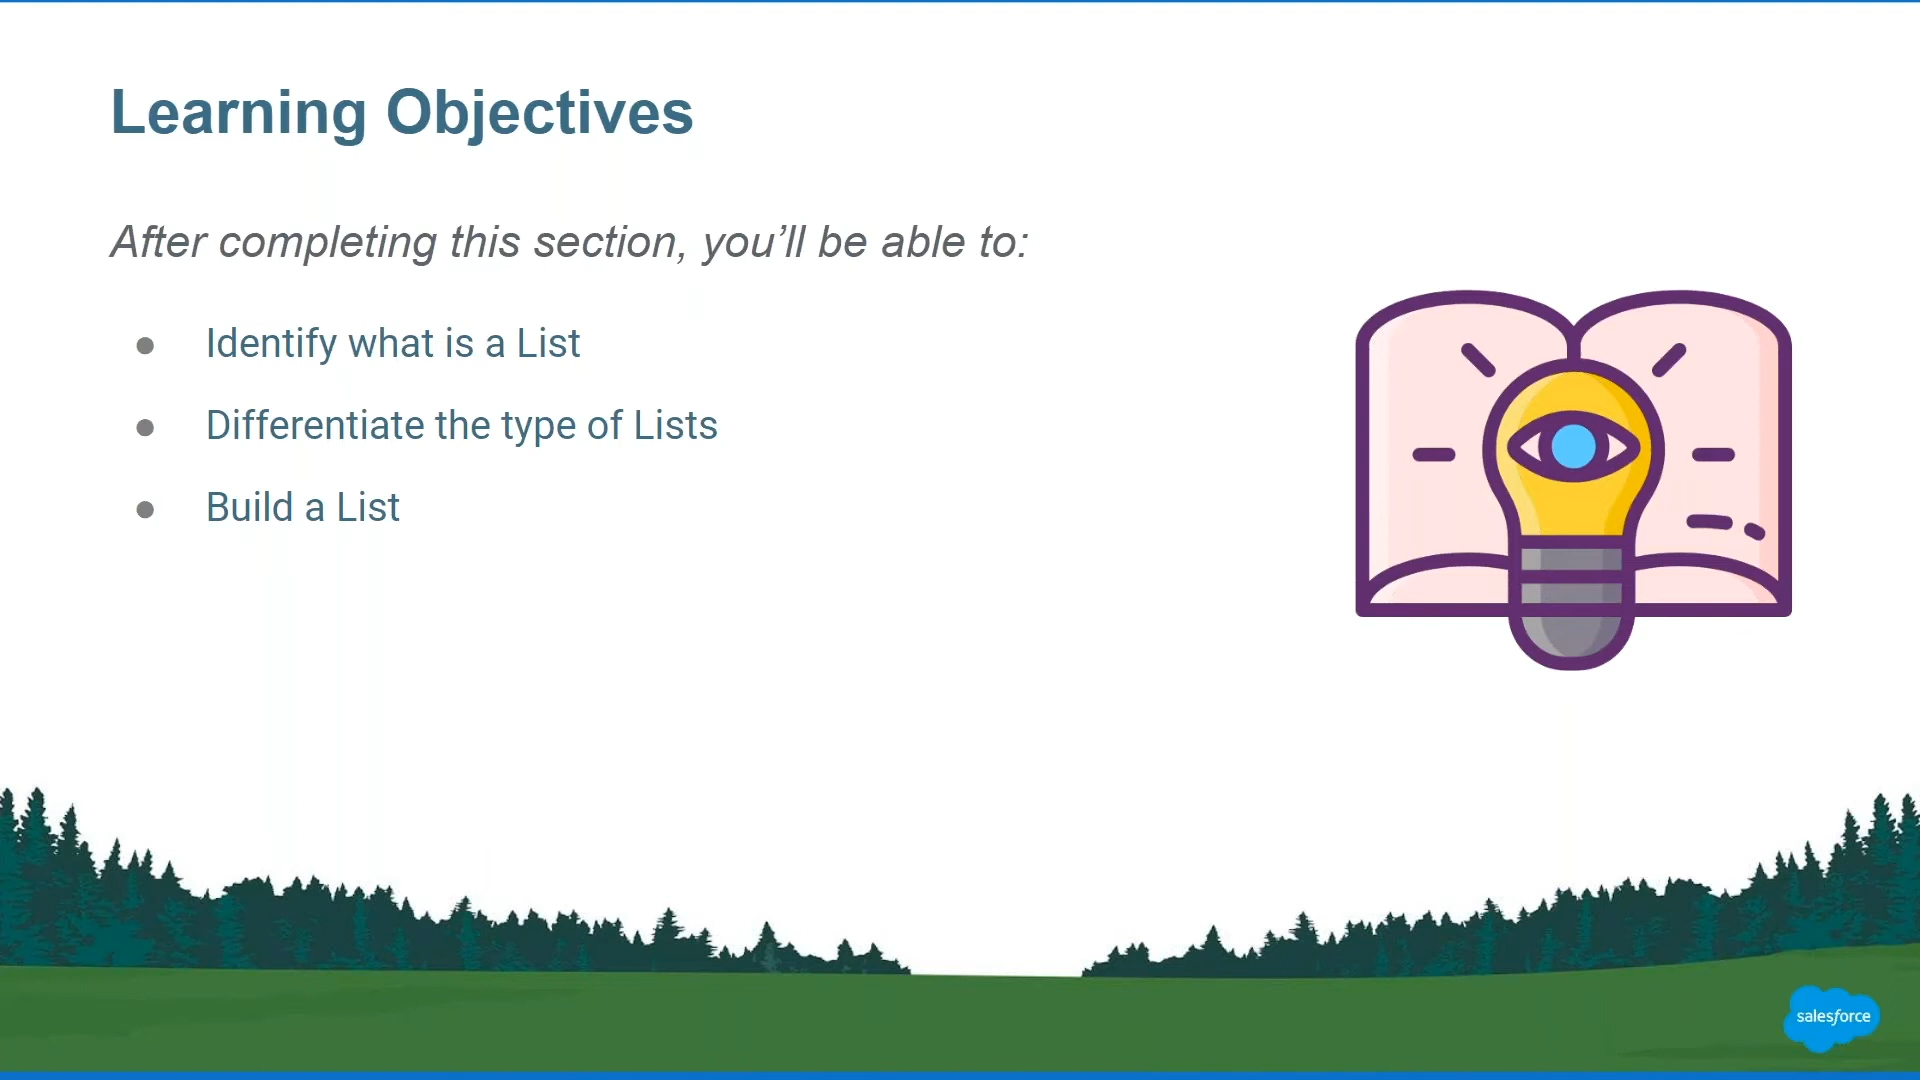 Learning Objectives
After completing this section, you’ll be able to:
● Identify what is a List
● Differentiate the type of Lists
● Build a List
salesforce